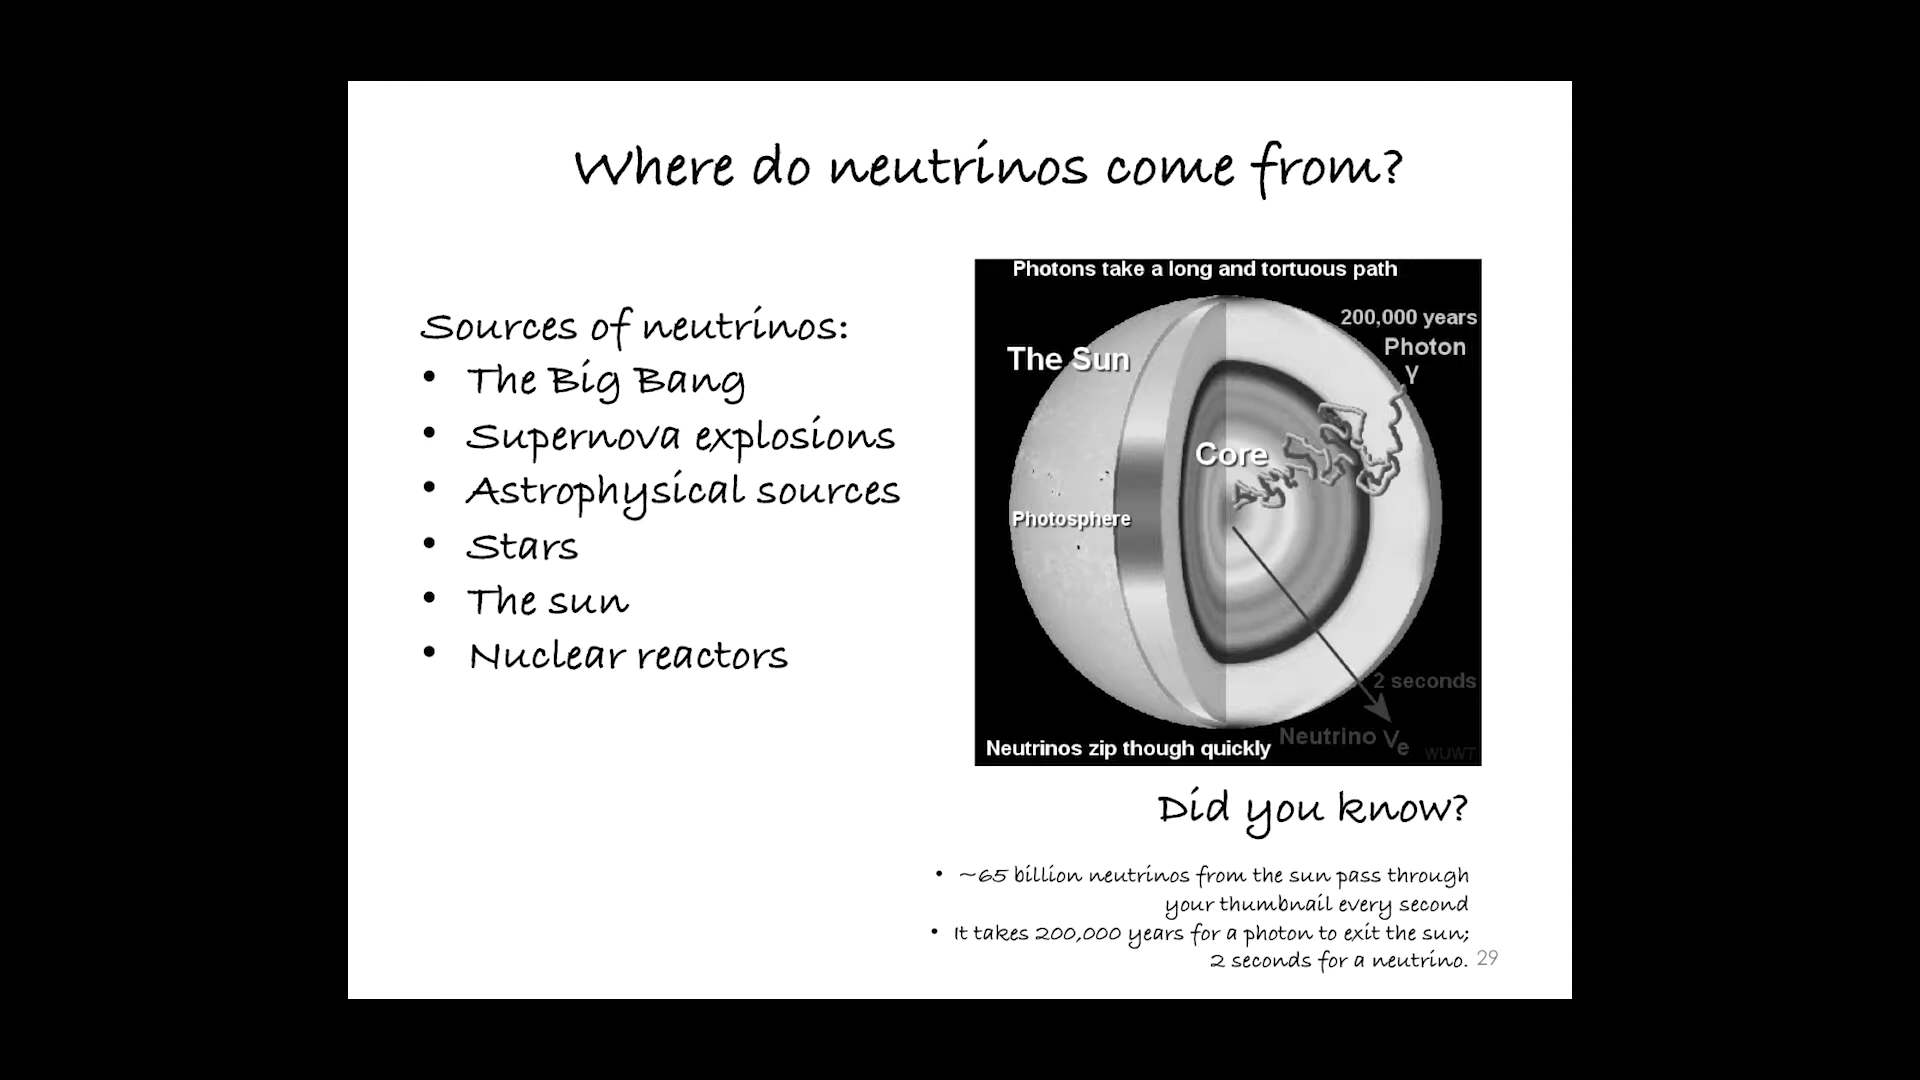 Where do neutrinos come from?
Sources of neutrinos:
• The Big Bang
• Supernova explosions
• Astrophysical sources
• Stars
• The sun
• Nuclear reactors
Photons take a long and tortuous path
200,000 years
Photon
γ
The Sun
Core
Photosphere
2 seconds
Neutrino νe
Neutrinos zip though quickly
WUWT
Did you know?
• ~65 billion neutrinos from the sun pass through
your thumbnail every second
• It takes 200,000 years for a photon to exit the sun;
2 seconds for a neutrino.
29